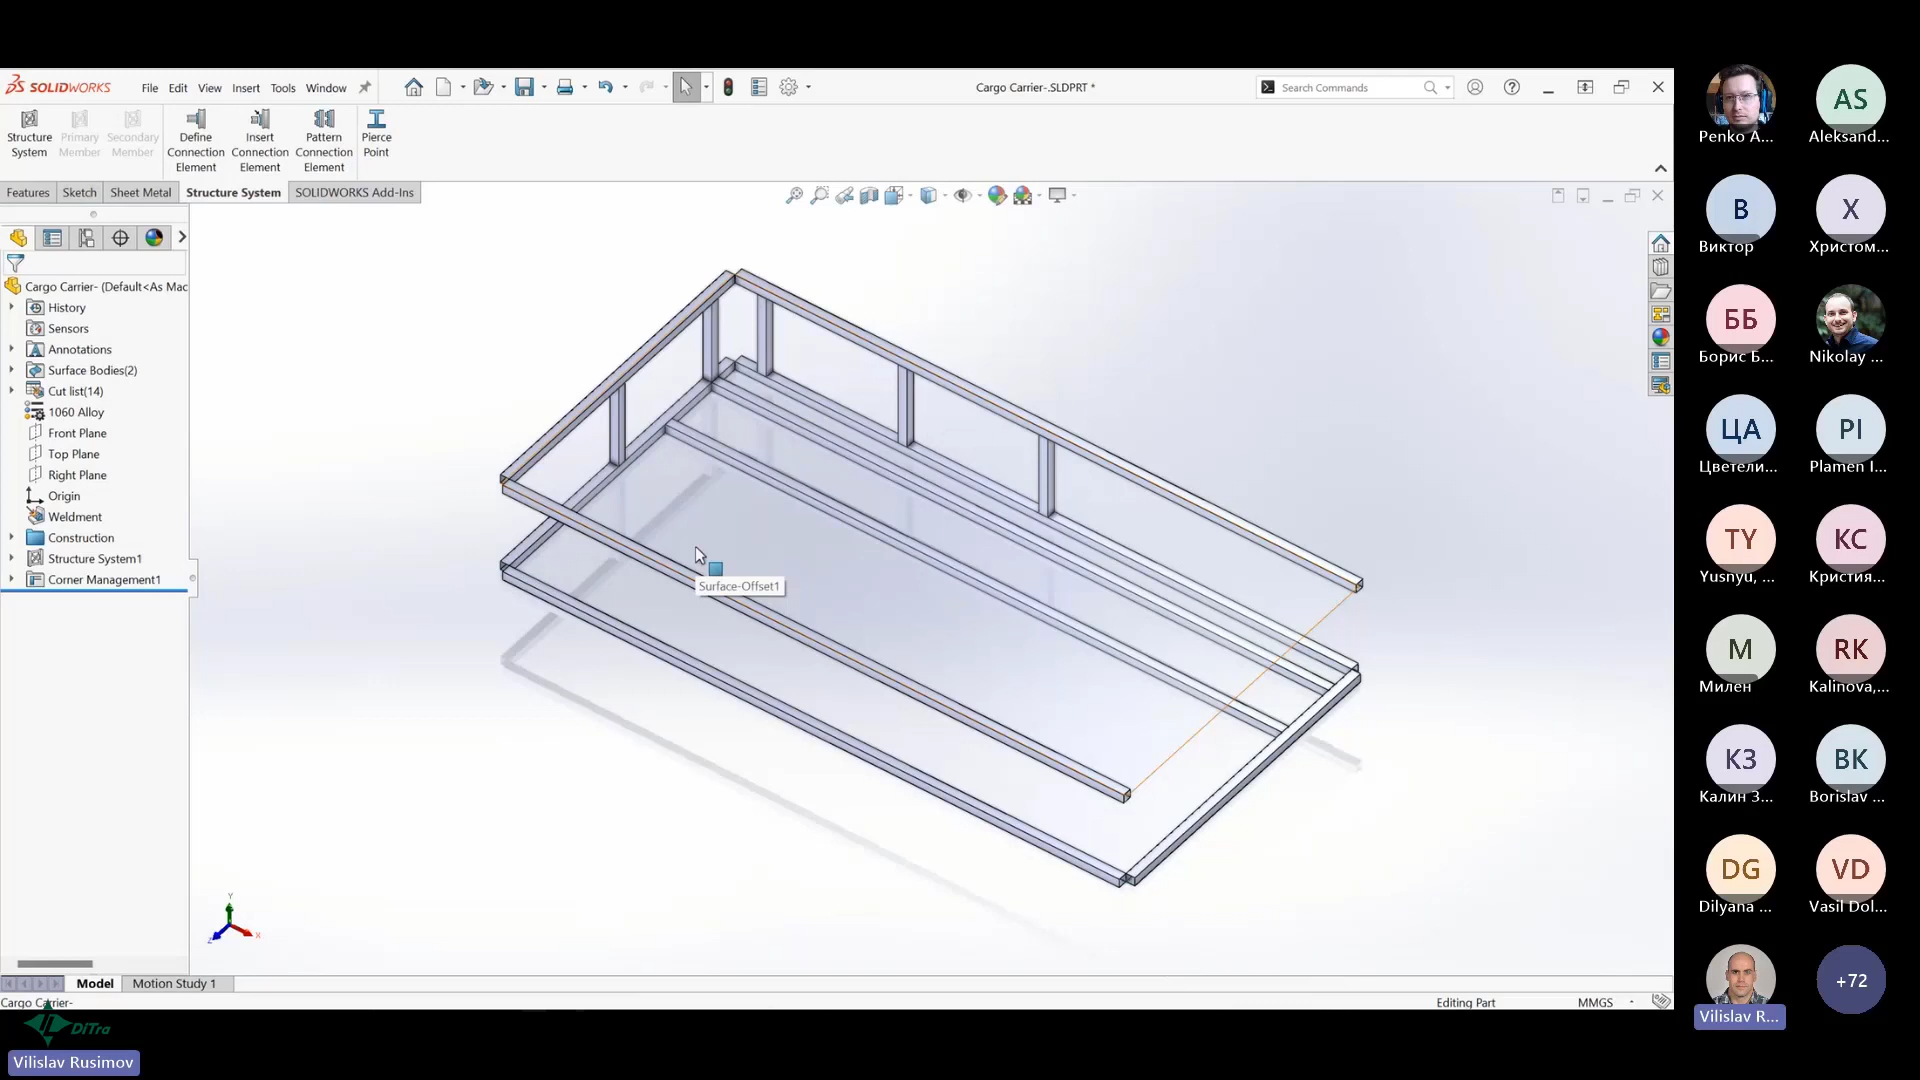 SOLIDWORKS
File Edit View Insert Tools Window
Cargo Carrier-.SLDPRT *
Search Commands
Structure System
Primary Member
Secondary Member
Define Connection Element
Insert Connection Element
Pattern Connection Element
Pierce Point
Features Sketch Sheet Metal Structure System SOLIDWORKS Add-Ins
Cargo Carrier- (Default<As Mac
History
Sensors
Annotations
Surface Bodies(2)
Cut list(14)
1060 Alloy
Front Plane
Top Plane
Right Plane
Origin
Weldment
Construction
Structure System1
Corner Management1
Surface-Offset1
Y
X
Z
Model Motion Study 1
Cargo Carrier-
Editing Part
MMGS
DiTra
Vilislav Rusimov
Penko A...
AS
Aleksand...
В
Виктор
Х
Христом...
ББ
Борис Б...
Nikolay ...
ЦА
Цветели...
PI
Plamen I...
TY
Yusnyu, ...
КС
Кристия...
М
Милен
RK
Kalinova,...
КЗ
Калин З...
BK
Borislav ...
DG
Dilyana ...
VD
Vasil Dol...
Vilislav R...
+72